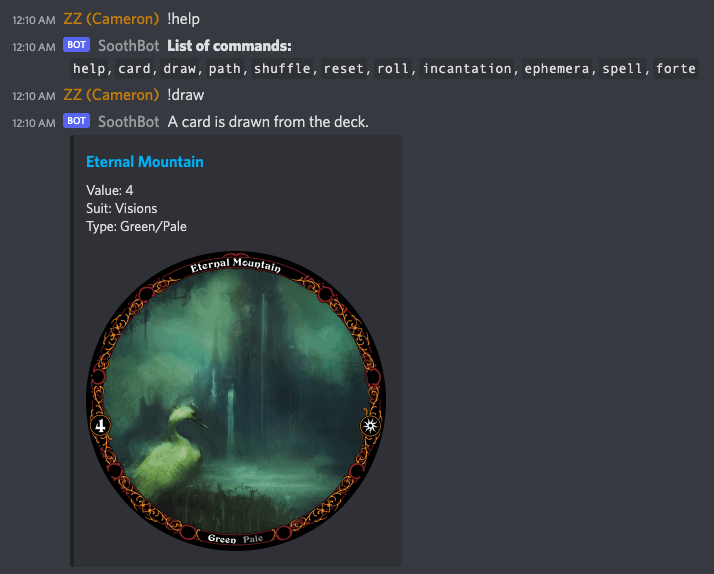 12:10 AM ZZ (Cameron) !help
12:10 AM BOT SoothBot List of commands:
help, card, draw, path, shuffle, reset, roll, incantation, ephemera, spell, forte
12:10 AM ZZ (Cameron) !draw
12:10 AM BOT SoothBot A card is drawn from the deck.
Eternal Mountain
Value: 4
Suit: Visions
Type: Green/Pale
Eternal Mountain
4
Green Pale